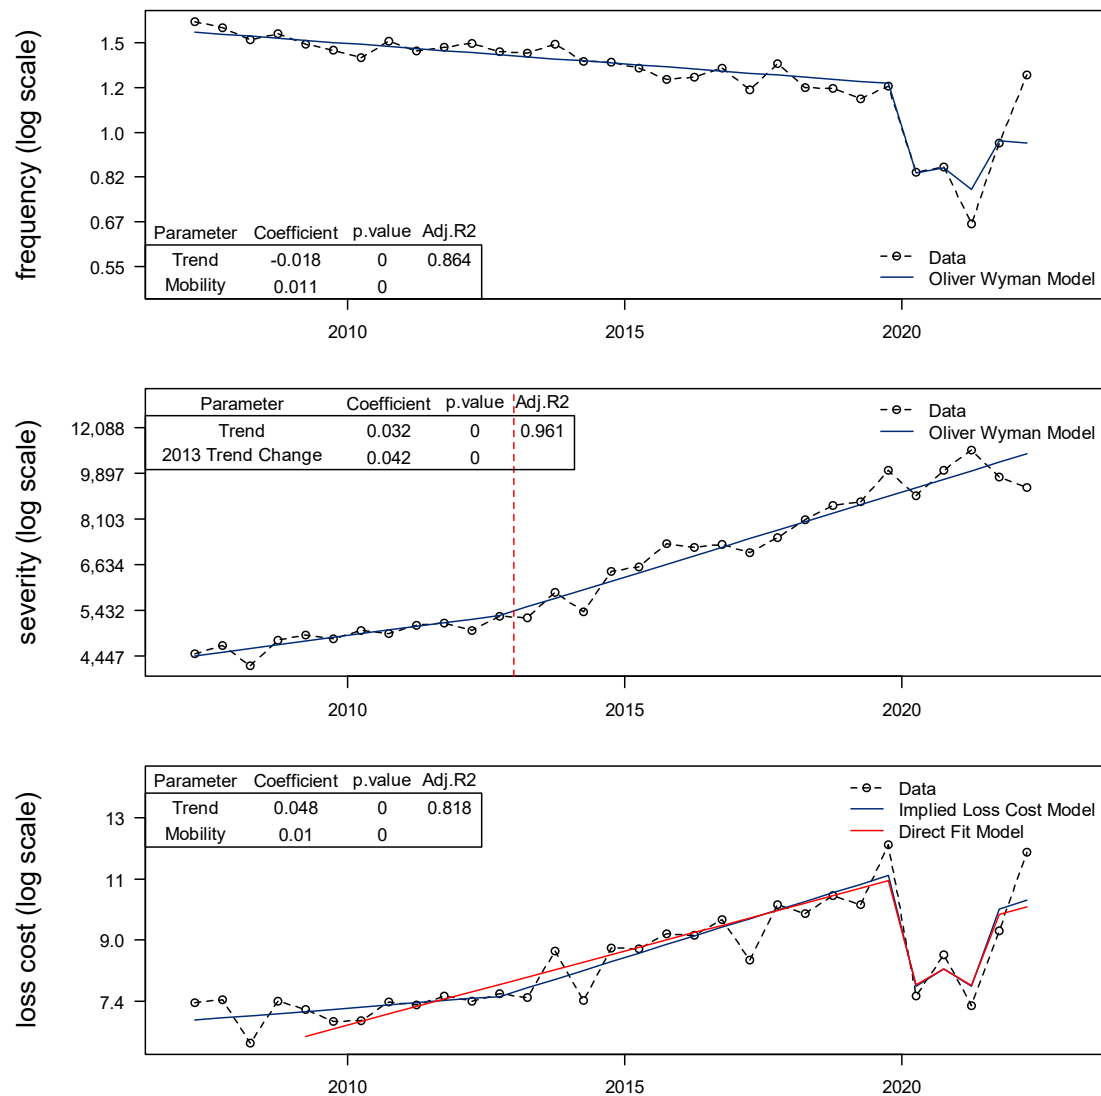 frequency (log scale)
1.5
1.2
1.0
0.82
0.67
0.55
Parameter Coefficient p.value Adj.R2
Trend -0.018 0 0.864
Mobility 0.011 0
Data
Oliver Wyman Model
2010 2015 2020
severity (log scale)
12,088
9,897
8,103
6,634
5,432
4,447
Parameter Coefficient p.value Adj.R2
Trend 0.032 0 0.961
2013 Trend Change 0.042 0
Data
Oliver Wyman Model
2010 2015 2020
loss cost (log scale)
13
11
9.0
7.4
Parameter Coefficient p.value Adj.R2
Trend 0.048 0 0.818
Mobility 0.01 0
Data
Implied Loss Cost Model
Direct Fit Model
2010 2015 2020